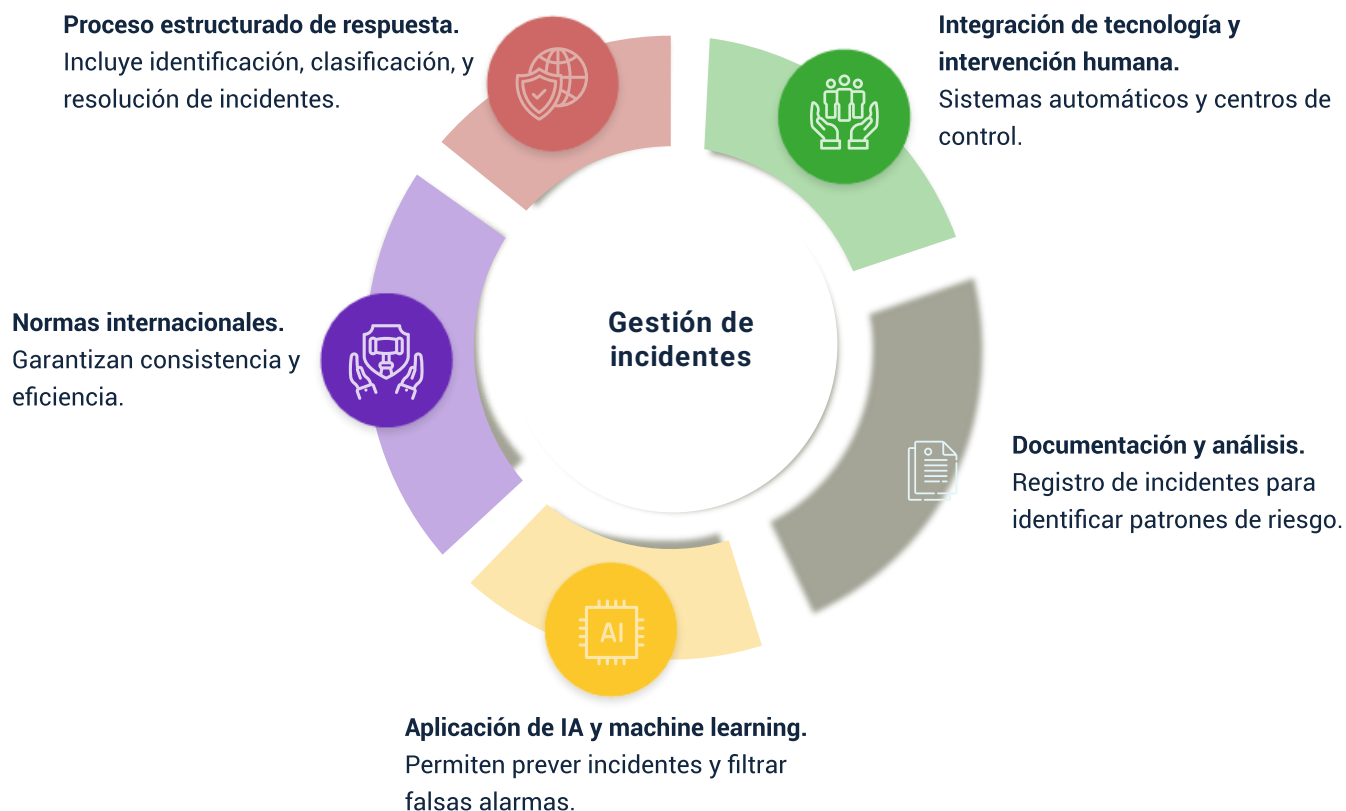 Proceso estructurado de respuesta.
Incluye identificación, clasificación, y
resolución de incidentes.
Integración de tecnología y
intervención humana.
Sistemas automáticos y centros de
control.
Gestión de
incidentes
Normas internacionales.
Garantizan consistencia y
eficiencia.
Documentación y análisis.
Registro de incidentes para
identificar patrones de riesgo.
AI
Aplicación de IA y machine learning.
Permiten prever incidentes y filtrar
falsas alarmas.